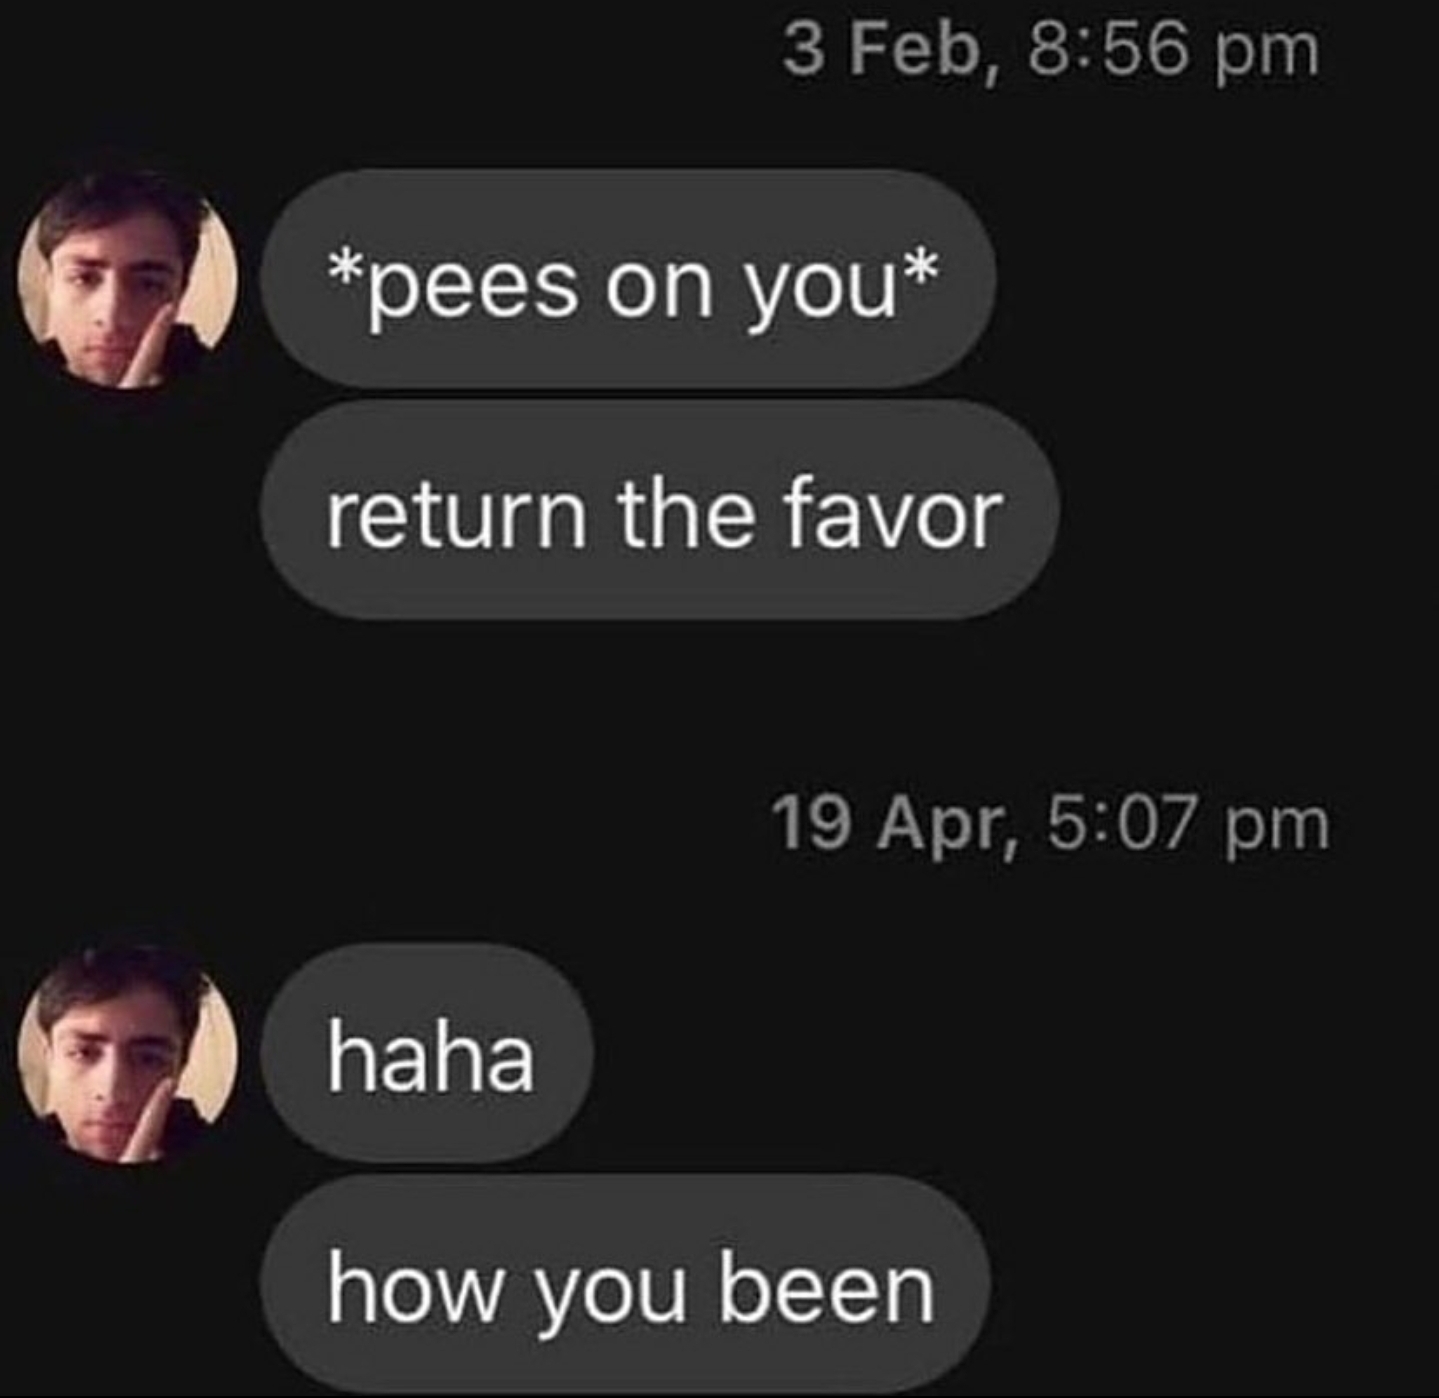 3 Feb, 8:56 pm
*pees on you*
return the favor
19 Apr, 5:07 pm
haha
how you been